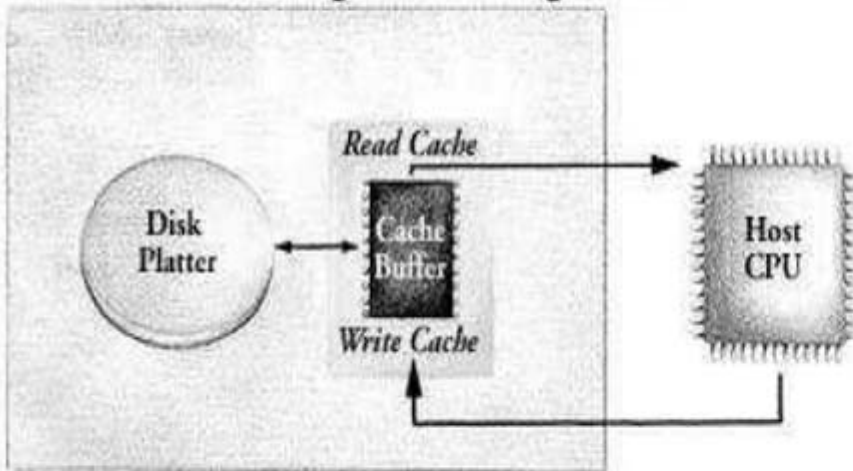 Read Cache
Disk
Platter
Cache
Buffer
Host
CPU
Write Cache